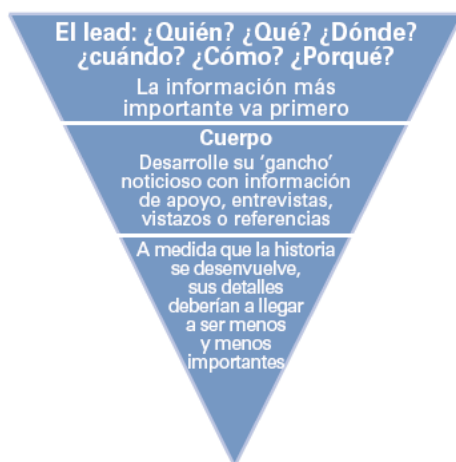 El lead: ¿Quién? ¿Qué? ¿Dónde?
¿cuándo? ¿Cómo? ¿Porqué?
La información más
importante va primero
Cuerpo
Desarrolle su ‘gancho’
noticioso con información
de apoyo, entrevistas,
vistazos o referencias
A medida que la historia
se desenvuelve,
sus detalles
deberían a llegar
a ser menos
y menos
importantes